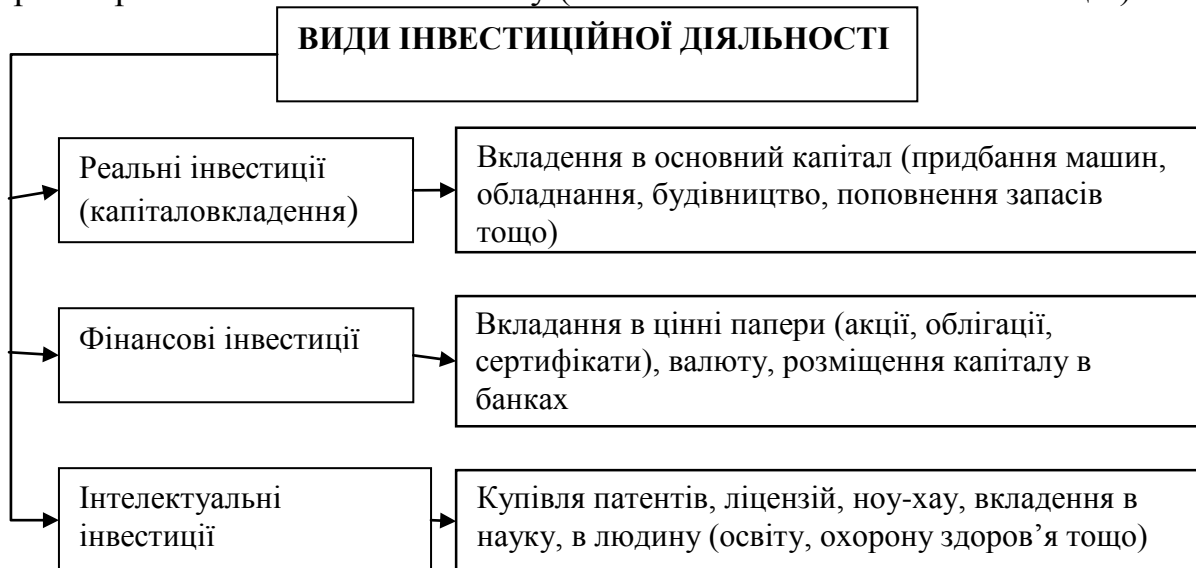 ВИДИ ІНВЕСТИЦІЙНОЇ ДІЯЛЬНОСТІ
Реальні інвестиції
(капіталовкладення)
Вкладення в основний капітал (придбання машин,
обладнання, будівництво, поповнення запасів
тощо)
Фінансові інвестиції
Вкладання в цінні папери (акції, облігації,
сертифікати), валюту, розміщення капіталу в
банках
Інтелектуальні
інвестиції
Купівля патентів, ліцензій, ноу-хау, вкладення в
науку, в людину (освіту, охорону здоров’я тощо)